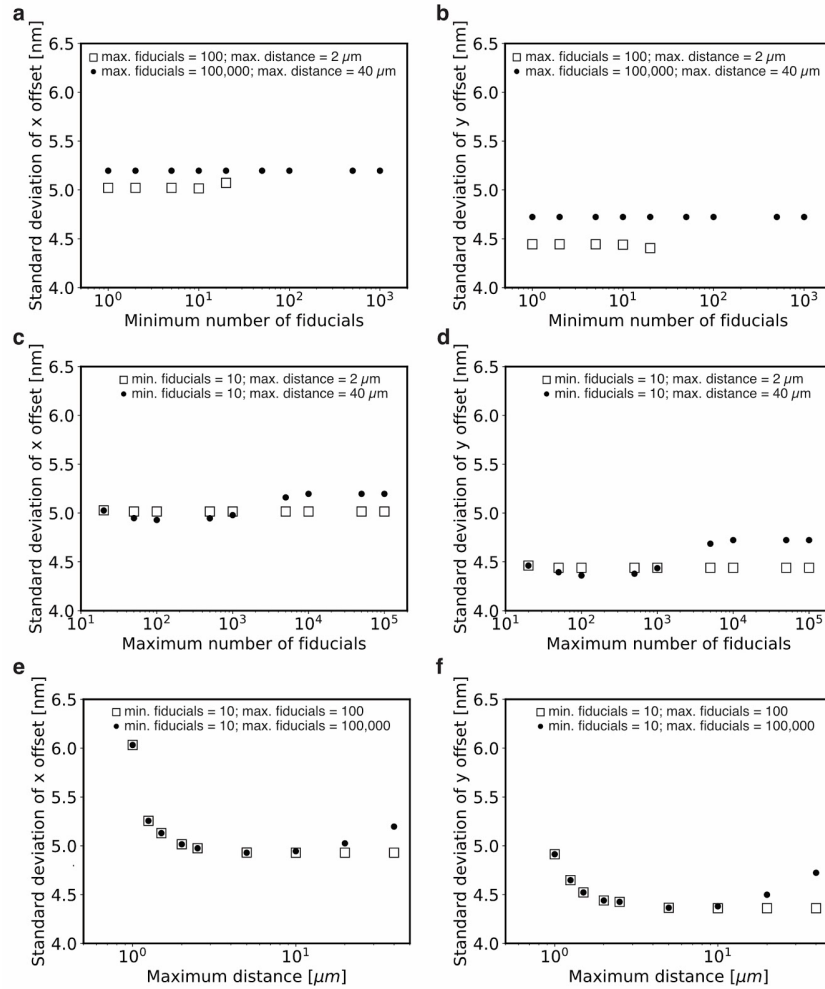 a
Standard deviation of x offset [nm]
6.5
6.0
5.5
5.0
4.5
4.0
max. fiducials = 100; max. distance = 2 µm
max. fiducials = 100,000; max. distance = 40 µm
10⁰ 10¹ 10² 10³
Minimum number of fiducials
b
Standard deviation of y offset [nm]
6.5
6.0
5.5
5.0
4.5
4.0
max. fiducials = 100; max. distance = 2 µm
max. fiducials = 100,000; max. distance = 40 µm
10⁰ 10¹ 10² 10³
Minimum number of fiducials
c
Standard deviation of x offset [nm]
6.5
6.0
5.5
5.0
4.5
4.0
min. fiducials = 10; max. distance = 2 µm
min. fiducials = 10; max. distance = 40 µm
10¹ 10² 10³ 10⁴ 10⁵
Maximum number of fiducials
d
Standard deviation of y offset [nm]
6.5
6.0
5.5
5.0
4.5
4.0
min. fiducials = 10; max. distance = 2 µm
min. fiducials = 10; max. distance = 40 µm
10¹ 10² 10³ 10⁴ 10⁵
Maximum number of fiducials
e
Standard deviation of x offset [nm]
6.5
6.0
5.5
5.0
4.5
4.0
min. fiducials = 10; max. fiducials = 100
min. fiducials = 10; max. fiducials = 100,000
10⁰ 10¹
Maximum distance [µm]
f
Standard deviation of y offset [nm]
6.5
6.0
5.5
5.0
4.5
4.0
min. fiducials = 10; max. fiducials = 100
min. fiducials = 10; max. fiducials = 100,000
10⁰ 10¹
Maximum distance [µm]